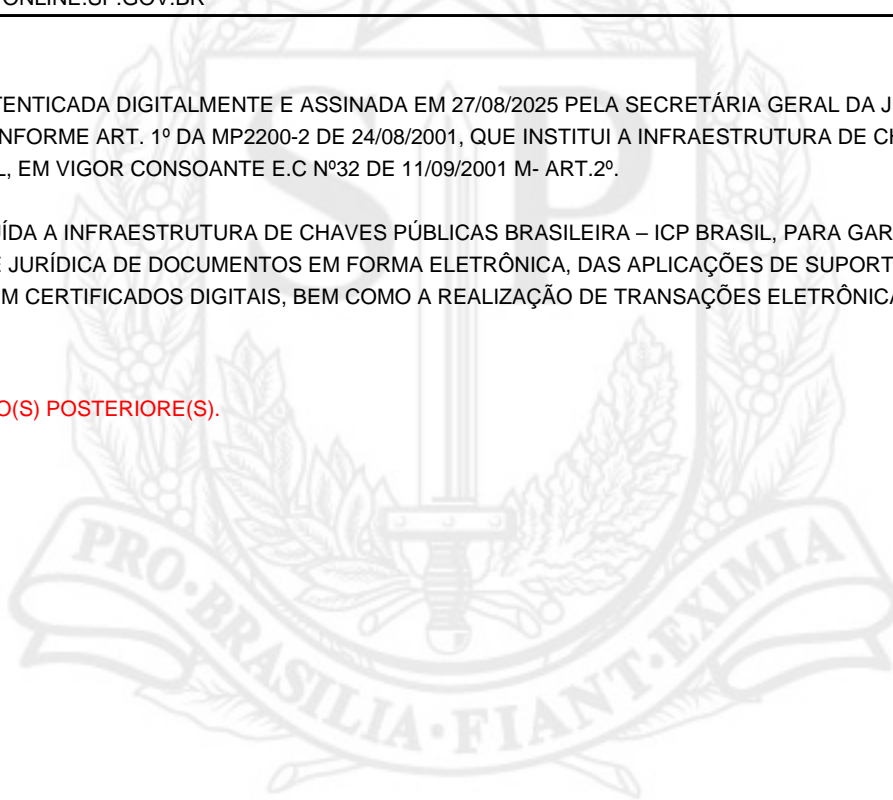 ONLINE.SP.GOV.BR
TENTICADA DIGITALMENTE E ASSINADA EM 27/08/2025 PELA SECRETÁRIA GERAL DA J
NFORME ART. 1º DA MP2200-2 DE 24/08/2001, QUE INSTITUI A INFRAESTRUTURA DE CH
L, EM VIGOR CONSOANTE E.C Nº32 DE 11/09/2001 M- ART.2º.
ÍDA A INFRAESTRUTURA DE CHAVES PÚBLICAS BRASILEIRA – ICP BRASIL, PARA GAR
E JURÍDICA DE DOCUMENTOS EM FORMA ELETRÔNICA, DAS APLICAÇÕES DE SUPORT
M CERTIFICADOS DIGITAIS, BEM COMO A REALIZAÇÃO DE TRANSAÇÕES ELETRÔNICA
O(S) POSTERIORE(S).
SP
PRO·BRASILIA·FIANT·EXIMIA